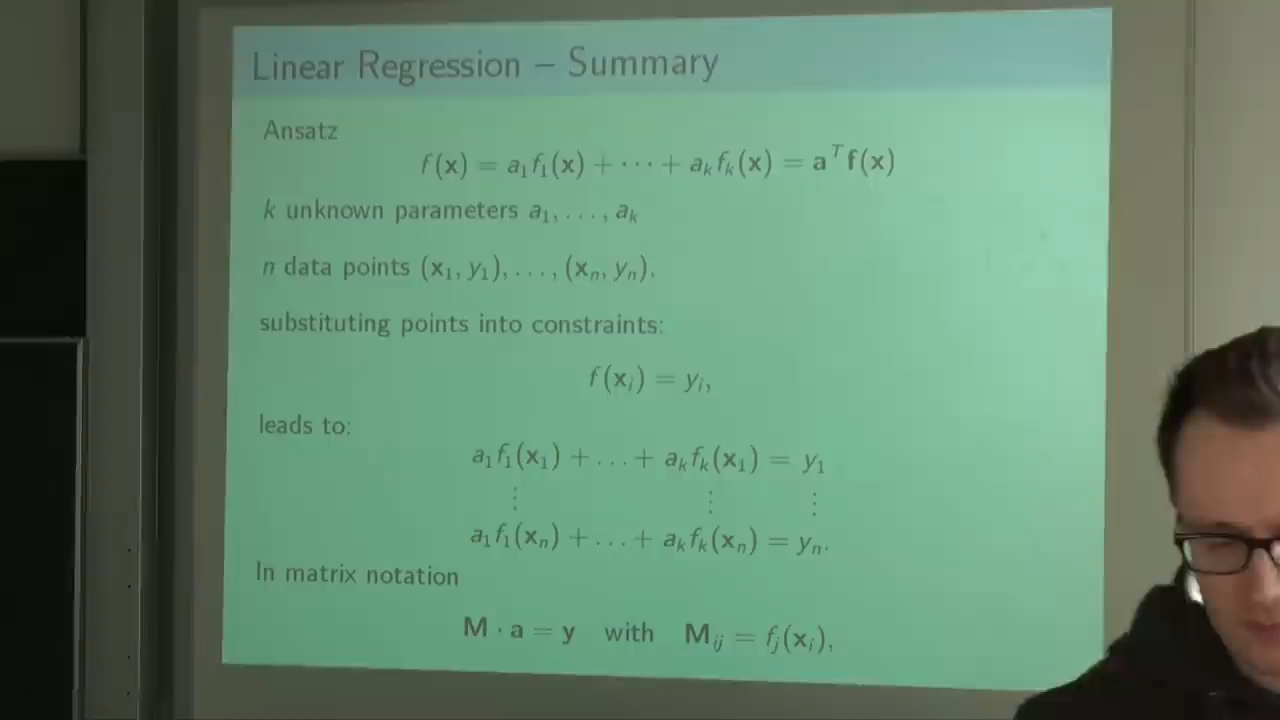 Linear Regression – Summary
Ansatz
f(x) = a₁f₁(x) + ··· + aₖfₖ(x) = aᵀf(x)
k unknown parameters a₁, . . . , aₖ
n data points (x₁, y₁), . . . , (xₙ, yₙ).
substituting points into constraints:
f(xᵢ) = yᵢ,
leads to:
a₁f₁(x₁) + . . . + aₖfₖ(x₁) = y₁
⋮ ⋮ ⋮
a₁f₁(xₙ) + . . . + aₖfₖ(xₙ) = yₙ.
In matrix notation
M · a = y with Mᵢⱼ = fⱼ(xᵢ),